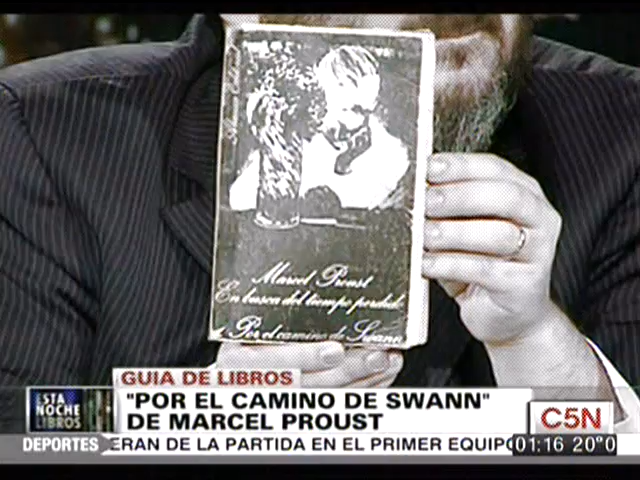 Marcel Proust
En busca del tiempo perdido
1 Por el camino de Swann
GUIA DE LIBROS
ESTA
NOCHE
LIBROS
"POR EL CAMINO DE SWANN"
DE MARCEL PROUST
C5N
DEPORTES
ERAN DE LA PARTIDA EN EL PRIMER EQUIPO
01:16 20°0